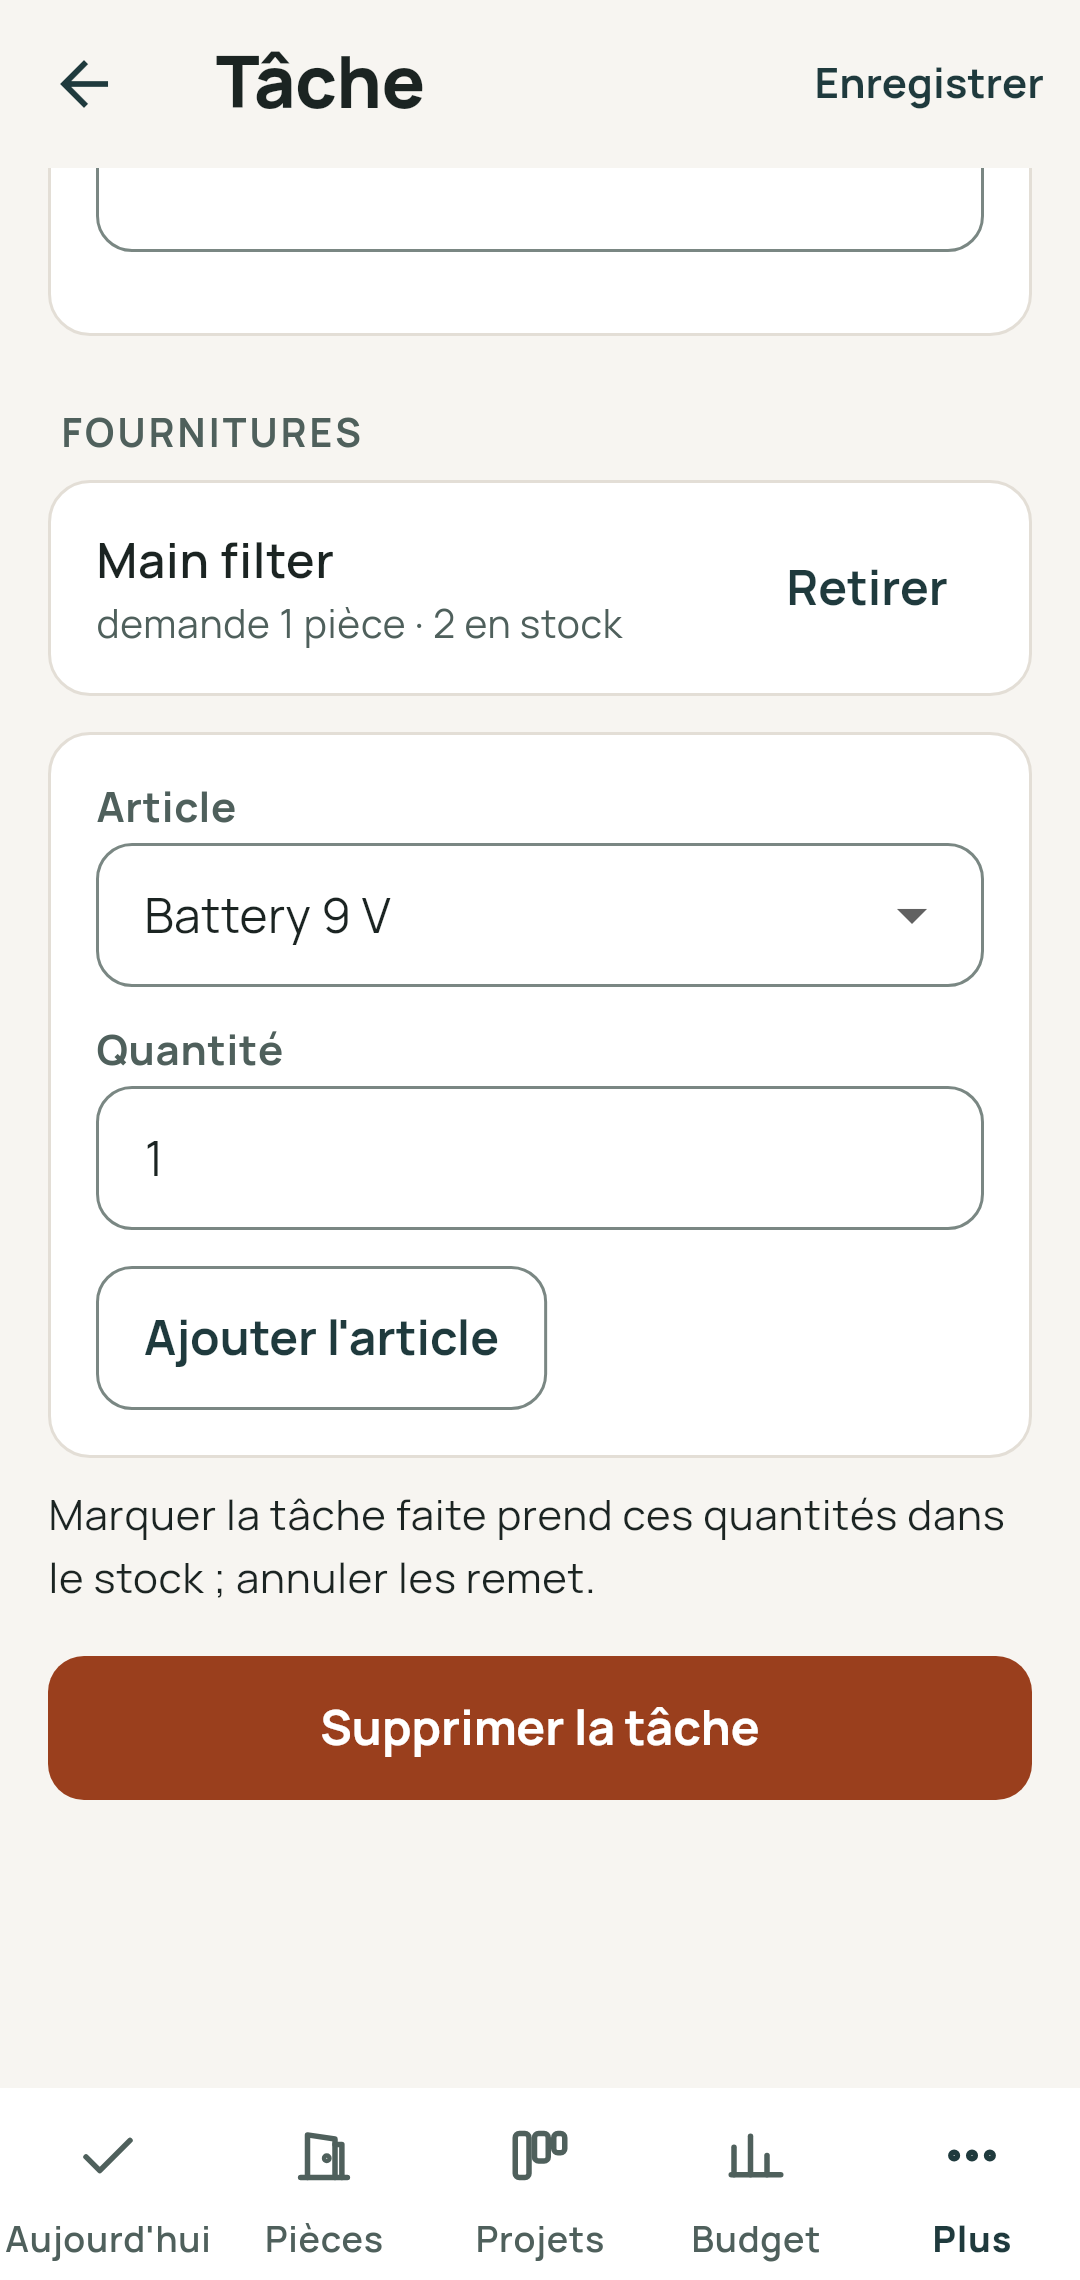 Tâche
Enregistrer
FOURNITURES
Main filter
demande 1 pièce · 2 en stock
Retirer
Article
Battery 9 V
Quantité
1
Ajouter l'article
Marquer la tâche faite prend ces quantités dans
le stock ; annuler les remet.
Supprimer la tâche
Aujourd'hui
Pièces
Projets
Budget
Plus